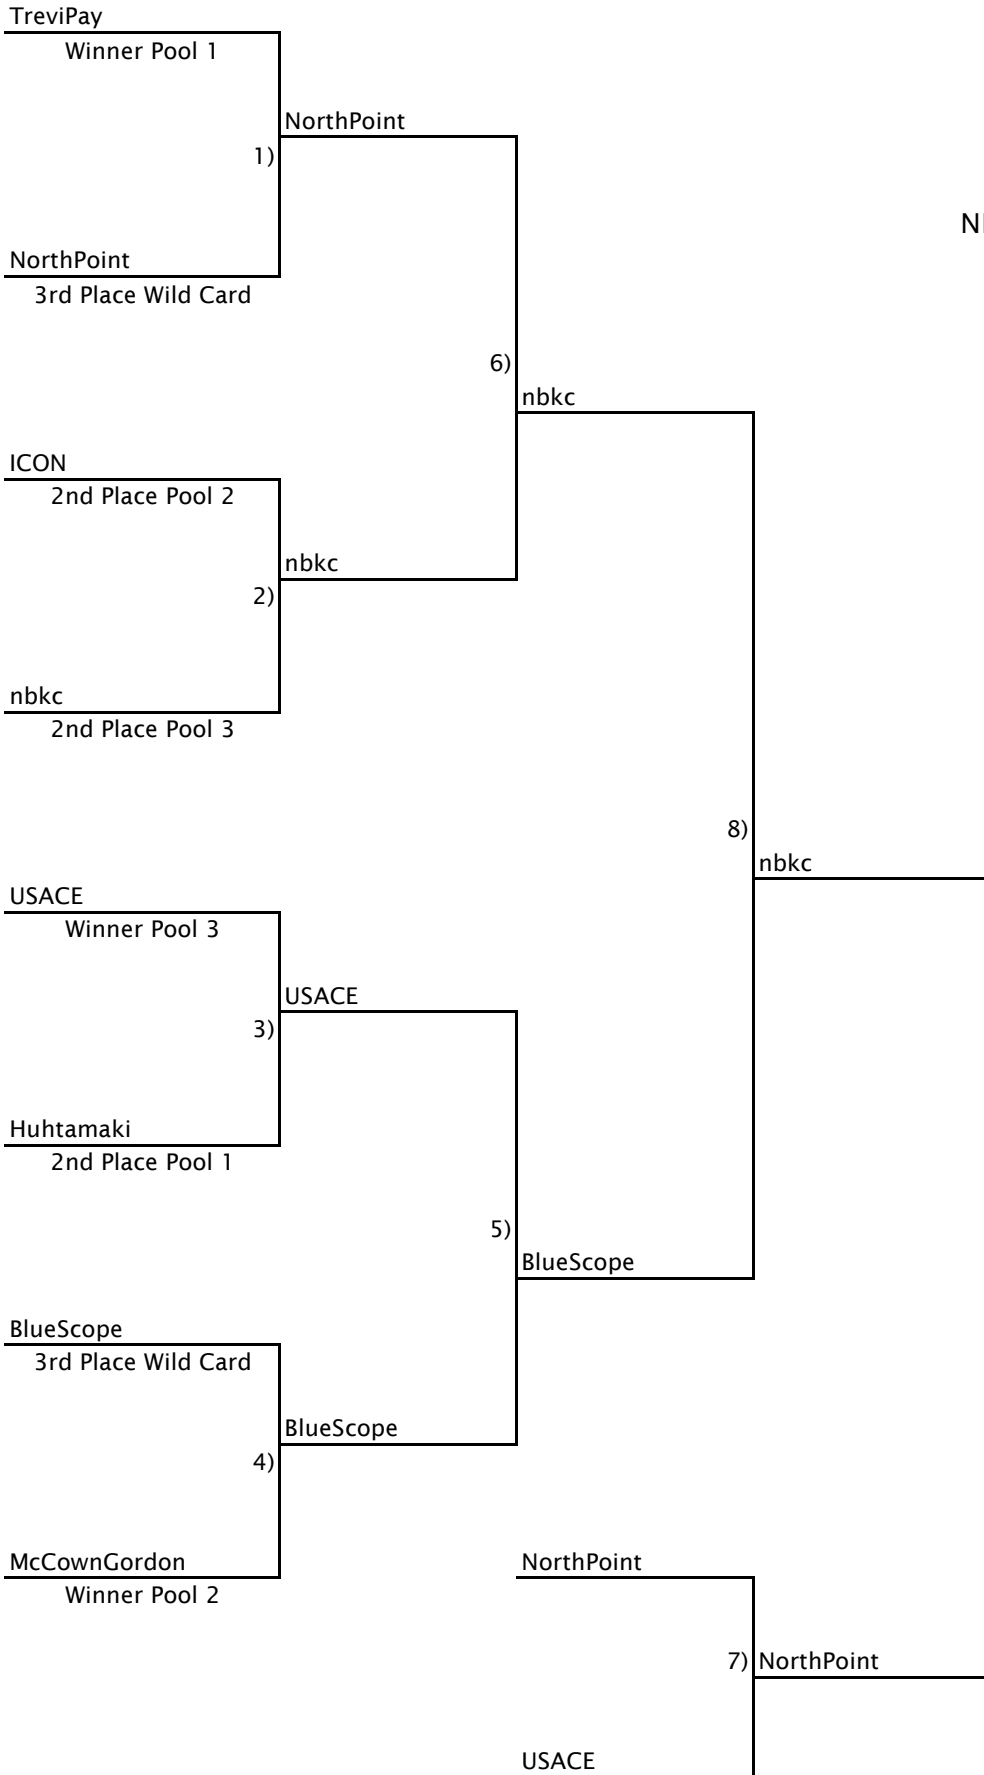 TreviPay
Winner Pool 1
NorthPoint
1)
NorthPoint
3rd Place Wild Card
6)
nbkc
ICON
2nd Place Pool 2
nbkc
2)
nbkc
2nd Place Pool 3
8)
nbkc
USACE
Winner Pool 3
USACE
3)
Huhtamaki
2nd Place Pool 1
5)
BlueScope
BlueScope
3rd Place Wild Card
BlueScope
4)
McCownGordon
Winner Pool 2
NorthPoint
7)
NorthPoint
USACE